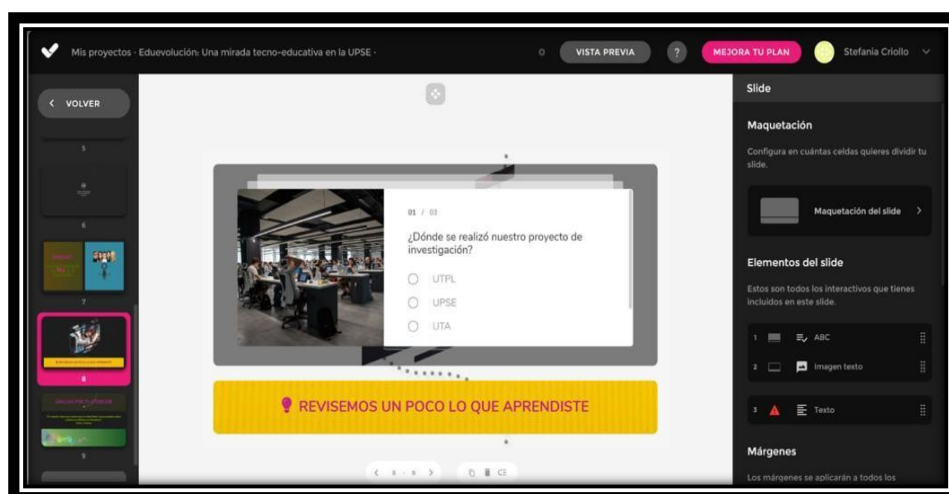 Mis proyectos - Eduevolución: Una mirada tecno-educativa en la UPSE -
VISTA PREVIA
?
MEJORA TU PLAN
Stefania Criollo
VOLVER
5
6
7
8
9
01 / 03
¿Dónde se realizó nuestro proyecto de
investigación?
UTPL
UPSE
UTA
REVISEMOS UN POCO LO QUE APRENDISTE
Slide
Maquetación
Configura en cuántas celdas quieres dividir tu
slide.
Maquetación del slide
Elementos del slide
Estos son todos los interactivos que tienes
incluidos en este slide.
1 ABC
2 Imagen texto
3 Texto
Márgenes
Los márgenes se aplicarán a todos los